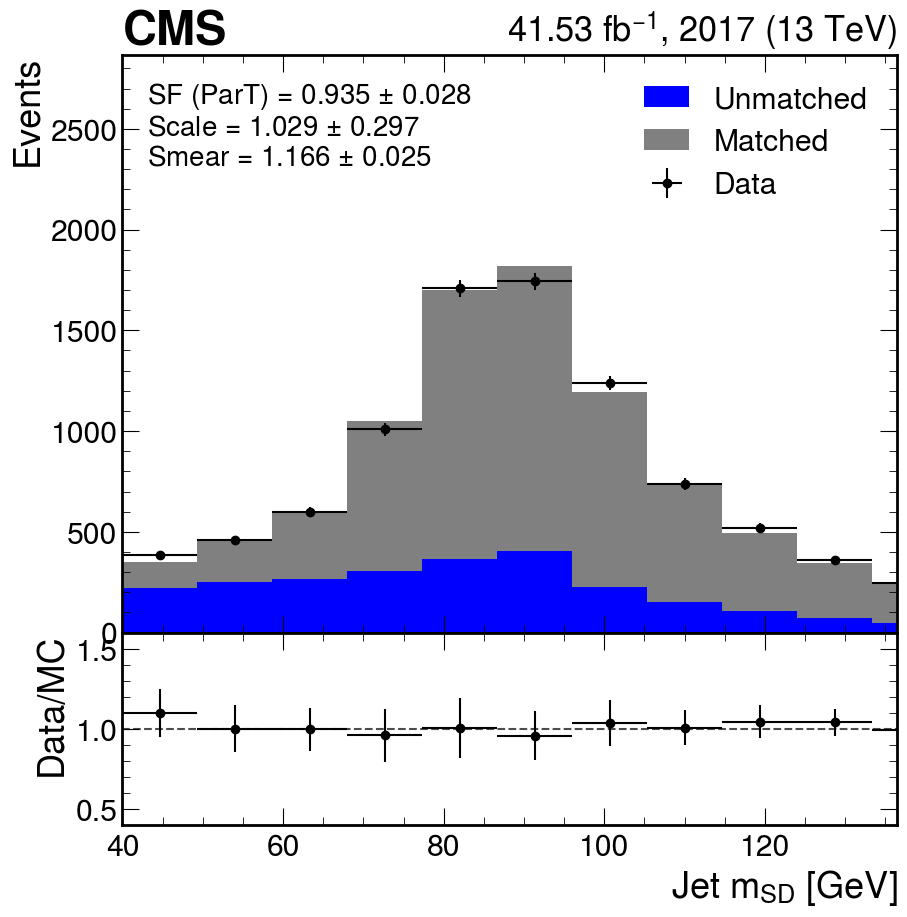 CMS 41.53 fb⁻¹, 2017 (13 TeV)
SF (ParT) = 0.935 ± 0.028
Scale = 1.029 ± 0.297
Smear = 1.166 ± 0.025
Unmatched
Matched
Data
Events
2500
2000
1500
1000
500
0
Data/MC
1.5
1.0
0.5
40 60 80 100 120
Jet m_SD [GeV]